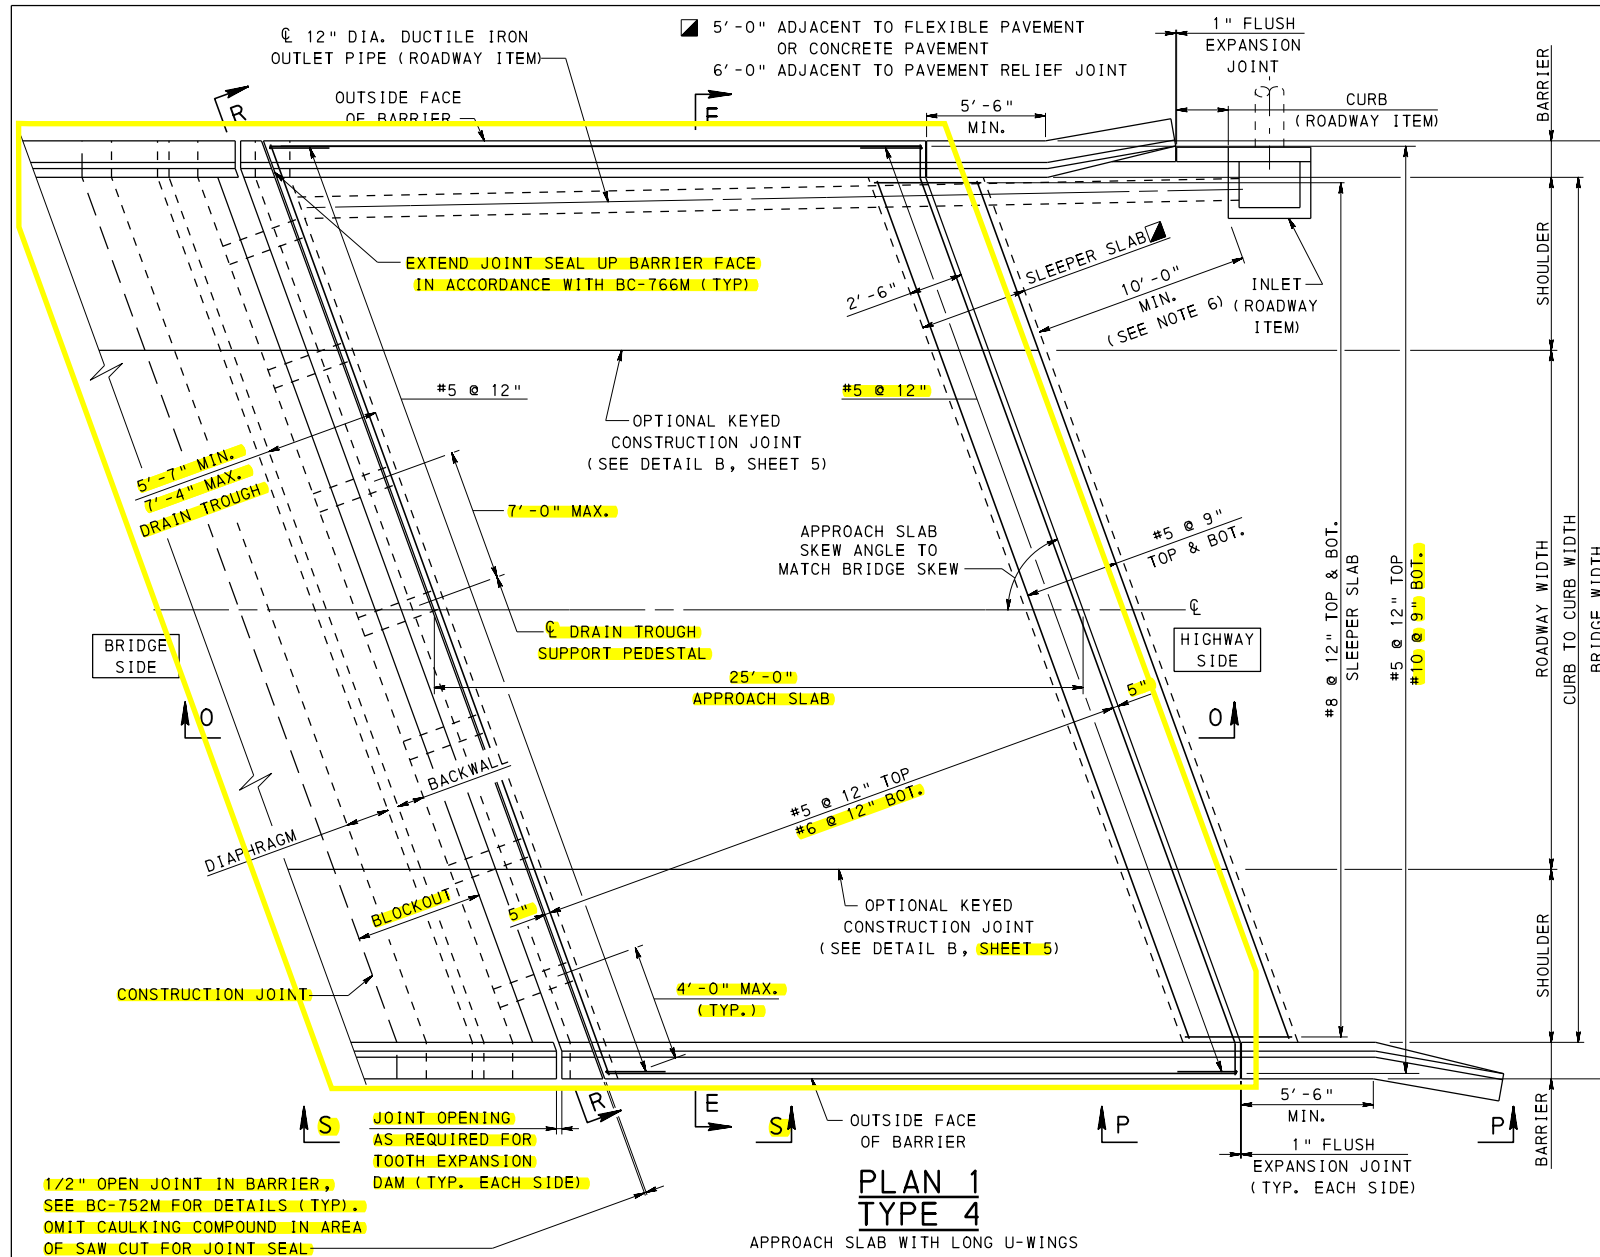 ℄ 12" DIA. DUCTILE IRON
OUTLET PIPE (ROADWAY ITEM)
5'-0" ADJACENT TO FLEXIBLE PAVEMENT
OR CONCRETE PAVEMENT
6'-0" ADJACENT TO PAVEMENT RELIEF JOINT
1" FLUSH
EXPANSION
JOINT
BARRIER
OUTSIDE FACE
OF BARRIER
R
E
5'-6"
MIN.
CURB
(ROADWAY ITEM)
EXTEND JOINT SEAL UP BARRIER FACE
IN ACCORDANCE WITH BC-766M (TYP)
2'-6"
SLEEPER SLAB
10'-0"
MIN.
(SEE NOTE 6)
INLET
(ROADWAY
ITEM)
SHOULDER
#5 @ 12"
#5 @ 12"
OPTIONAL KEYED
CONSTRUCTION JOINT
(SEE DETAIL B, SHEET 5)
5'-7" MIN.
7'-4" MAX.
DRAIN TROUGH
7'-0" MAX.
APPROACH SLAB
SKEW ANGLE TO
MATCH BRIDGE SKEW
#5 @ 9"
TOP & BOT.
#8 @ 12" TOP & BOT.
SLEEPER SLAB
#5 @ 12" TOP
#10 @ 9" BOT.
ROADWAY WIDTH
CURB TO CURB WIDTH
BRIDGE WIDTH
℄
BRIDGE
SIDE
℄ DRAIN TROUGH
SUPPORT PEDESTAL
HIGHWAY
SIDE
25'-0"
APPROACH SLAB
5"
O
O
BACKWALL
DIAPHRAGM
#5 @ 12" TOP
#6 @ 12" BOT.
BLOCKOUT
5"
OPTIONAL KEYED
CONSTRUCTION JOINT
(SEE DETAIL B, SHEET 5)
SHOULDER
CONSTRUCTION JOINT
4'-0" MAX.
(TYP.)
S
JOINT OPENING
AS REQUIRED FOR
TOOTH EXPANSION
DAM (TYP. EACH SIDE)
R
E
S
OUTSIDE FACE
OF BARRIER
P
5'-6"
MIN.
P
BARRIER
1" FLUSH
EXPANSION JOINT
(TYP. EACH SIDE)
1/2" OPEN JOINT IN BARRIER,
SEE BC-752M FOR DETAILS (TYP).
OMIT CAULKING COMPOUND IN AREA
OF SAW CUT FOR JOINT SEAL
PLAN 1
TYPE 4
APPROACH SLAB WITH LONG U-WINGS